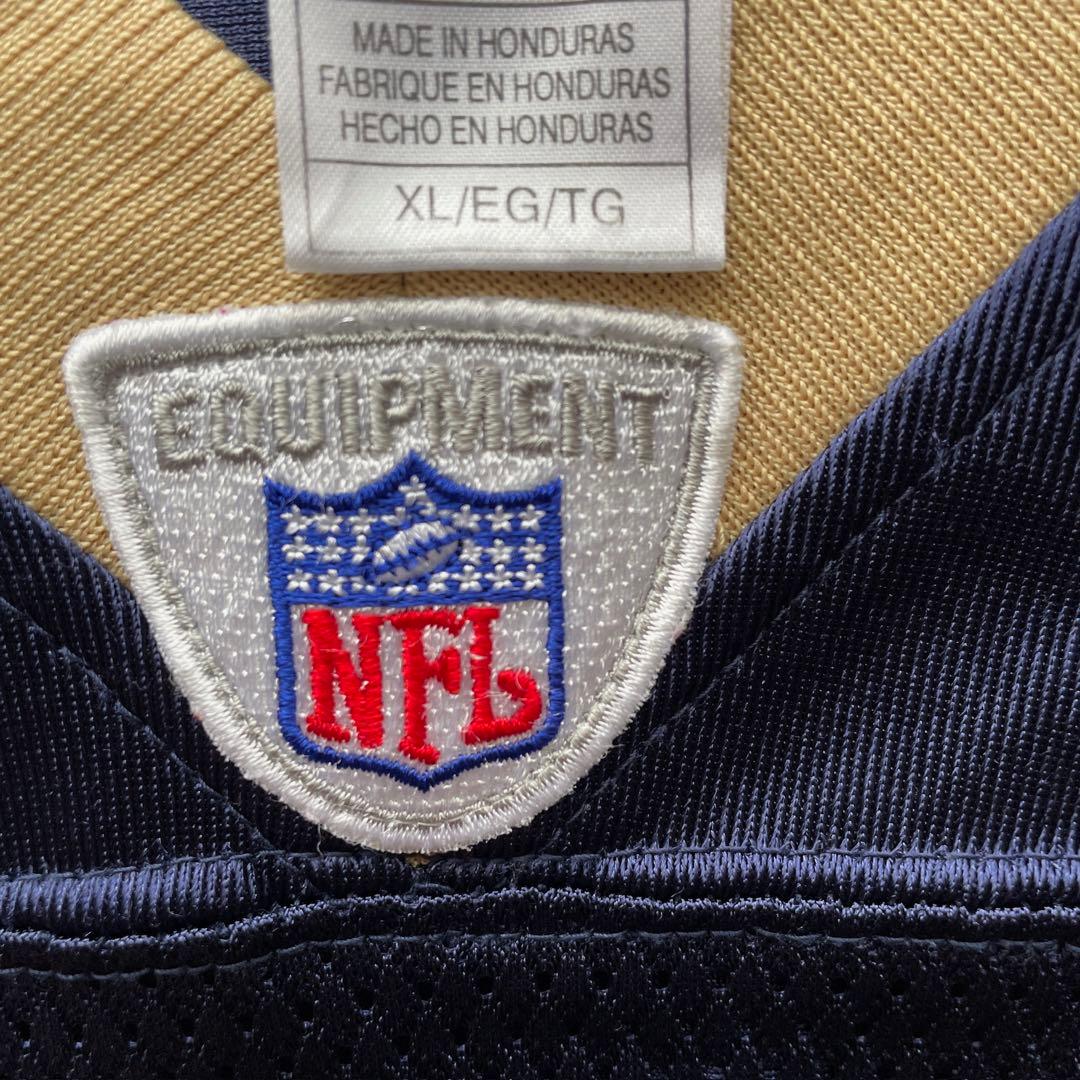 MADE IN HONDURAS
FABRIQUE EN HONDURAS
HECHO EN HONDURAS
XL/EG/TG
EQUIPMENT
NFL